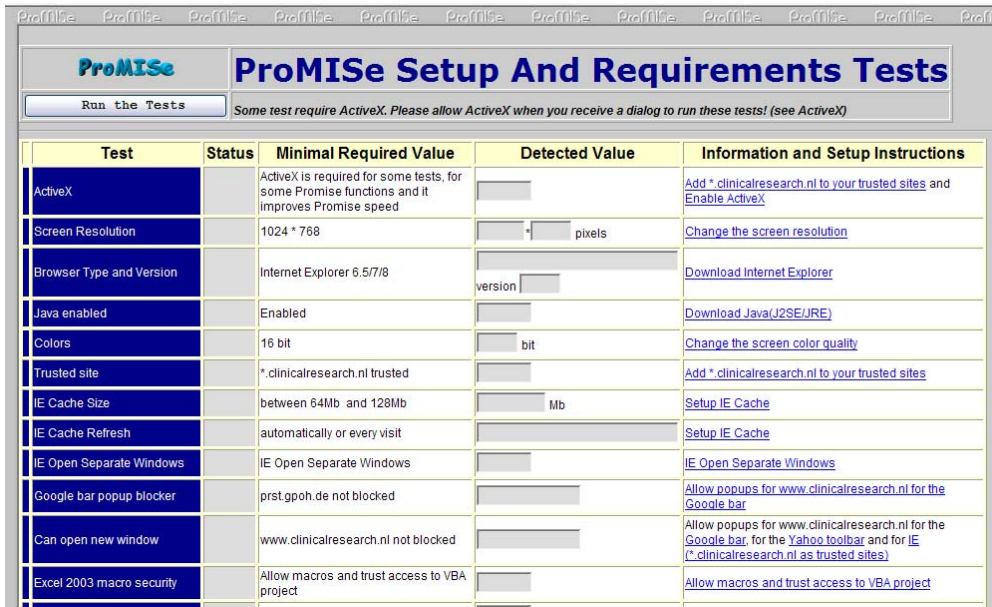 ProMISe ProMISe ProMISe ProMISe ProMISe ProMISe ProMISe ProMISe ProMISe ProMISe ProMISe
ProMISe
ProMISe Setup And Requirements Tests
Run the Tests
Some test require ActiveX. Please allow ActiveX when you receive a dialog to run these tests! (see ActiveX)
Test Status Minimal Required Value Detected Value Information and Setup Instructions
ActiveX
ActiveX is required for some tests, for
some Promise functions and it
improves Promise speed
Add *.clinicalresearch.nl to your trusted sites and
Enable ActiveX
Screen Resolution 1024 * 768 * pixels Change the screen resolution
Browser Type and Version Internet Explorer 6.5/7/8
version
Download Internet Explorer
Java enabled Enabled Download Java(J2SE/JRE)
Colors 16 bit bit Change the screen color quality
Trusted site *.clinicalresearch.nl trusted Add *.clinicalresearch.nl to your trusted sites
IE Cache Size between 64Mb and 128Mb Mb Setup IE Cache
IE Cache Refresh automatically or every visit Setup IE Cache
IE Open Separate Windows IE Open Separate Windows IE Open Separate Windows
Google bar popup blocker prst.gpoh.de not blocked
Allow popups for www.clinicalresearch.nl for the
Google bar
Can open new window www.clinicalresearch.nl not blocked
Allow popups for www.clinicalresearch.nl for the
Google bar, for the Yahoo toolbar and for IE
(*.clinicalresearch.nl as trusted sites)
Excel 2003 macro security
Allow macros and trust access to VBA
project
Allow macros and trust access to VBA project